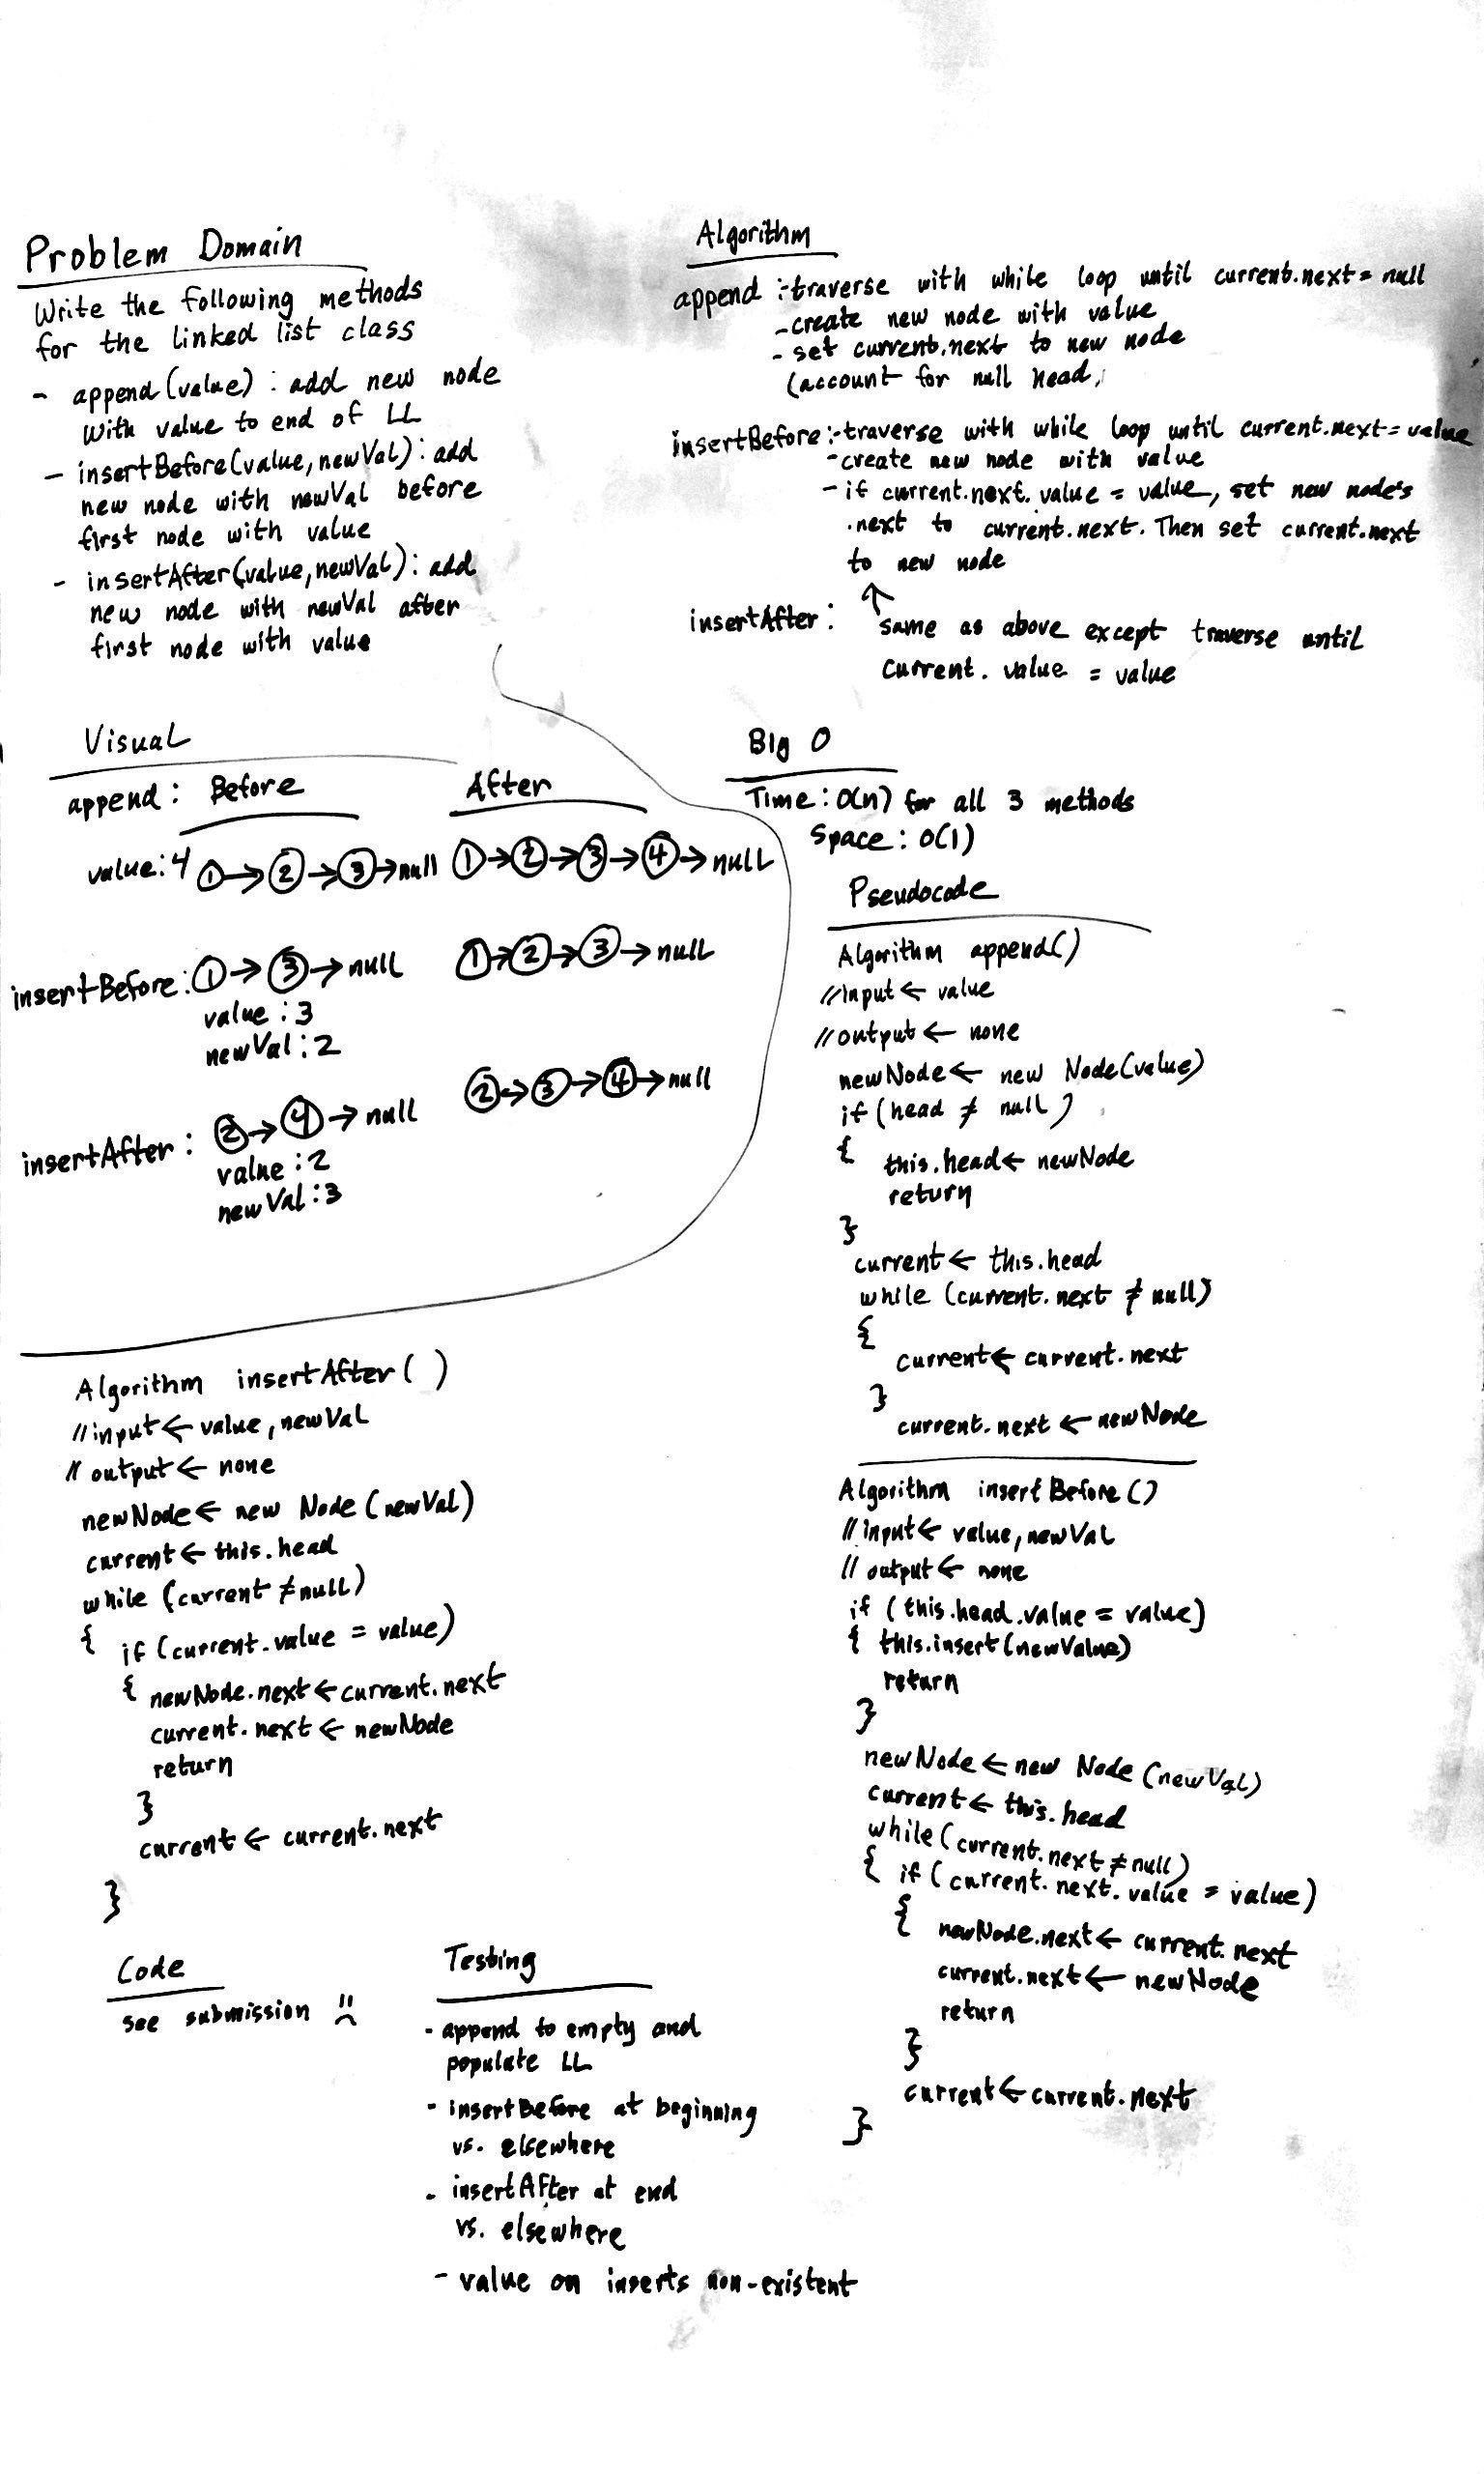 Problem Domain
Write the following methods
for the linked list class
- append(value): add new node
with value to end of LL
- insertBefore(value, newVal): add
new node with newVal before
first node with value
- insertAfter(value, newVal): add
new node with newVal after
first node with value
Visual
append: Before After
value: 4 1→2→3→null 1→2→3→4→null
insertBefore: 1→3→null 1→2→3→null
value: 3
newVal: 2
insertAfter: 2→4→null 2→3→4→null
value: 2
newVal: 3
Algorithm
append: - traverse with while loop until current.next = null
- create new node with value
- set current.next to new node
(account for null head,
insertBefore: - traverse with while loop until current.next = value
- create new node with value
- if current.next.value = value, set new node's
.next to current.next. Then set current.next
to new node
↑
insertAfter: same as above except traverse until
current.value = value
Big O
Time: O(n) for all 3 methods
Space: O(1)
Pseudocode
Algorithm append()
// input ← value
// output ← none
newNode ← new Node(value)
if (head ≠ null)
{ this.head ← newNode
return
}
current ← this.head
while (current.next ≠ null)
{
current ← current.next
}
current.next ← newNode
Algorithm insertBefore()
// input ← value, newVal
// output ← none
if (this.head.value = value)
{ this.insert(newValue)
return
}
newNode ← new Node (newVal)
current ← this.head
while (current.next ≠ null)
{ if (current.next.value = value)
{ newNode.next ← current.next
current.next ← newNode
return
}
current ← current.next
}
Algorithm insertAfter( )
// input ← value, newVal
// output ← none
newNode ← new Node (newVal)
current ← this.head
while (current ≠ null)
{ if (current.value = value)
{ newNode.next ← current.next
current.next ← newNode
return
}
current ← current.next
}
Code
see submission
Testing
- append to empty and
populate LL
- insertBefore at beginning
vs. elsewhere
- insertAfter at end
vs. elsewhere
- value on inserts non-existent